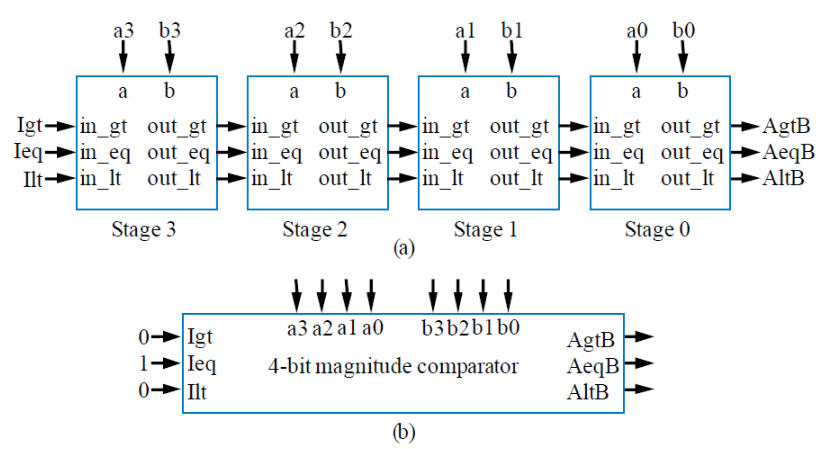 a3 b3 a2 b2 a1 b1 a0 b0
a b a b a b a b
Igt in_gt out_gt in_gt out_gt in_gt out_gt in_gt out_gt AgtB
Ieq in_eq out_eq in_eq out_eq in_eq out_eq in_eq out_eq AeqB
Ilt in_lt out_lt in_lt out_lt in_lt out_lt in_lt out_lt AltB
Stage 3 Stage 2 Stage 1 Stage 0
(a)
a3 a2 a1 a0 b3 b2 b1 b0
0 Igt AgtB
1 Ieq 4-bit magnitude comparator AeqB
0 Ilt AltB
(b)